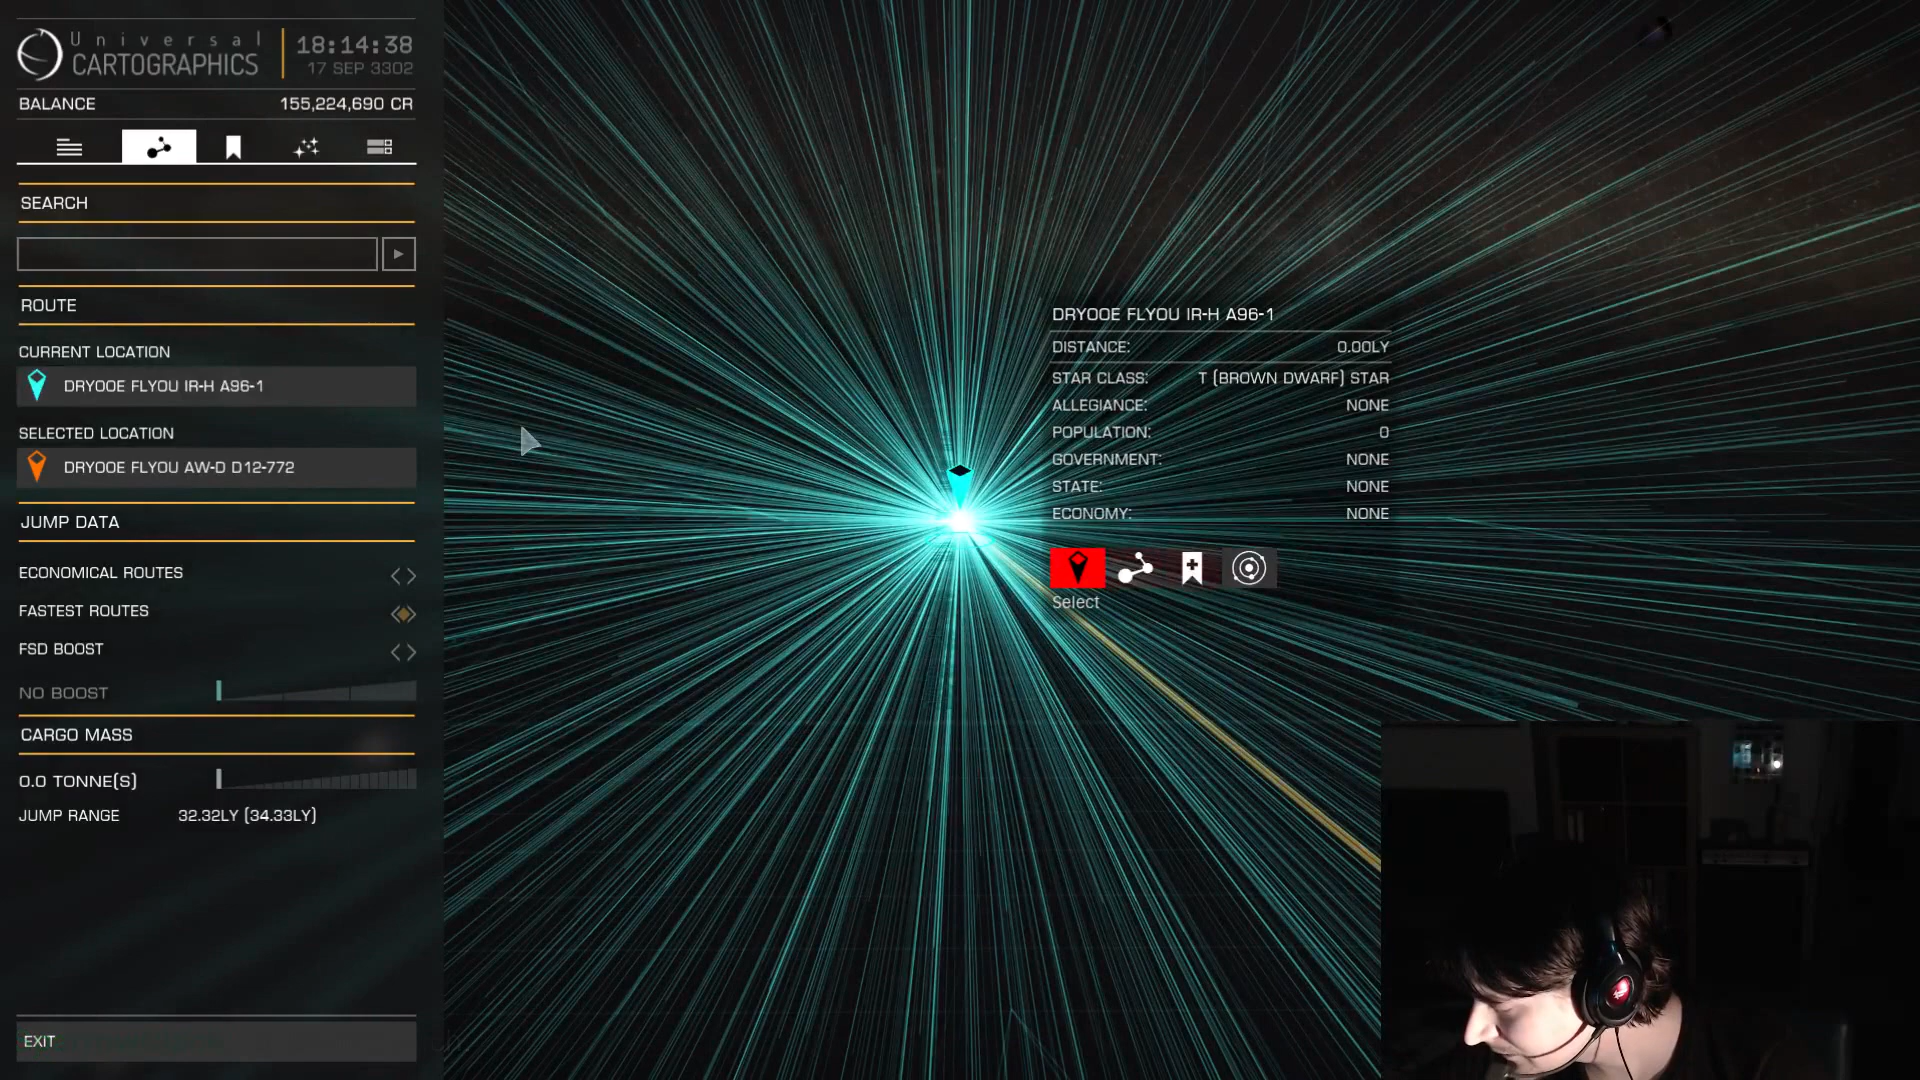 Universal
CARTOGRAPHICS
18:14:38
17 SEP 3302
BALANCE 155,224,690 CR
SEARCH
ROUTE
CURRENT LOCATION
DRYOOE FLYOU IR-H A96-1
SELECTED LOCATION
DRYOOE FLYOU AW-D D12-772
JUMP DATA
ECONOMICAL ROUTES
FASTEST ROUTES
FSD BOOST
NO BOOST
CARGO MASS
0.0 TONNE(S)
JUMP RANGE 32.32LY (34.33LY)
EXIT
DRYOOE FLYOU IR-H A96-1
DISTANCE: 0.00LY
STAR CLASS: T (BROWN DWARF) STAR
ALLEGIANCE: NONE
POPULATION: 0
GOVERNMENT: NONE
STATE: NONE
ECONOMY: NONE
Select